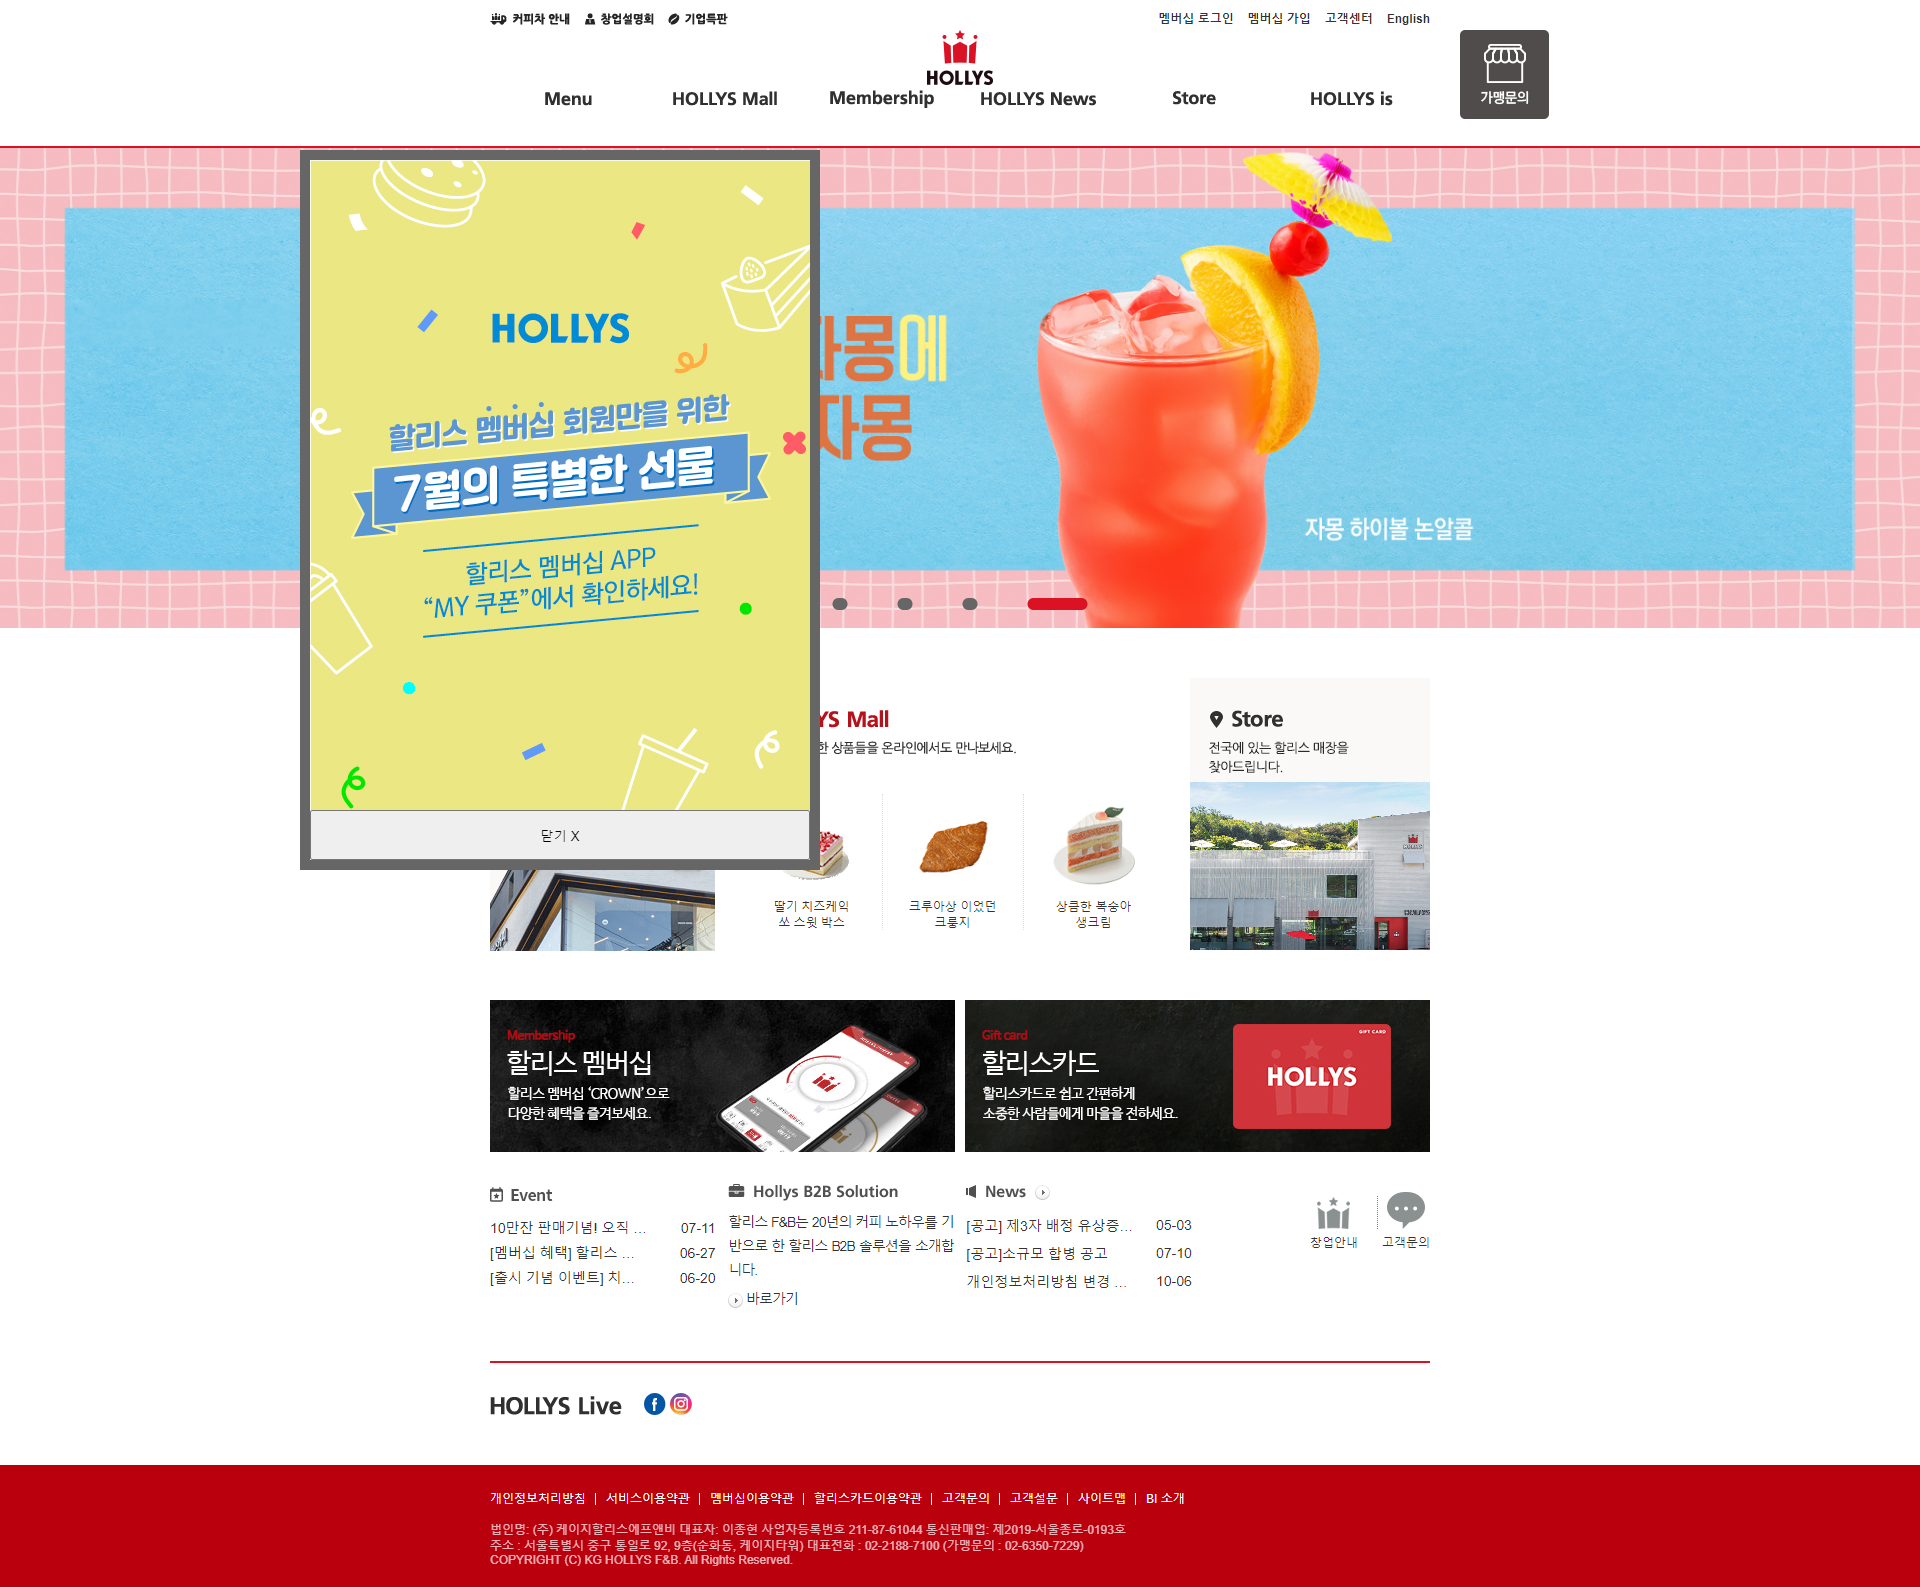 커피차 안내
창업설명회
기업특판
멤버십 로그인
멤버십 가입
고객센터
English
HOLLYS
Menu
HOLLYS Mall
Membership
HOLLYS News
Store
HOLLYS is
가맹문의
HOLLYS
할리스 멤버십 회원만을 위한
7월의 특별한 선물
할리스 멤버십 APP
“MY 쿠폰”에서 확인하세요!
닫기 X
자몽에
자몽
자몽 하이볼 논알콜
YS Mall
한 상품들을 온라인에서도 만나보세요.
딸기 치즈케익
쏘 스윗 박스
크루아상 이었던
크룽지
상큼한 복숭아
생크림
Store
전국에 있는 할리스 매장을
찾아드립니다.
Membership
할리스 멤버십
할리스 멤버십 ‘CROWN’으로
다양한 혜택을 즐겨보세요.
Gift card
할리스카드
할리스카드로 쉽고 간편하게
소중한 사람들에게 마음을 전하세요.
GIFT CARD
HOLLYS
Event
10만잔 판매기념! 오직 ... 07-11
[멤버십 혜택] 할리스 ... 06-27
[출시 기념 이벤트] 치... 06-20
Hollys B2B Solution
할리스 F&B는 20년의 커피 노하우를 기
반으로 한 할리스 B2B 솔루션을 소개합
니다.
바로가기
News
[공고] 제3자 배정 유상증... 05-03
[공고]소규모 합병 공고 07-10
개인정보처리방침 변경 ... 10-06
창업안내
고객문의
HOLLYS Live
개인정보처리방침 | 서비스이용약관 | 멤버십이용약관 | 할리스카드이용약관 | 고객문의 | 고객설문 | 사이트맵 | BI 소개
법인명: (주) 케이지할리스에프앤비 대표자: 이종현 사업자등록번호 211-87-61044 통신판매업: 제2019-서울종로-0193호
주소 : 서울특별시 중구 통일로 92, 9층(순화동, 케이지타워) 대표전화 : 02-2188-7100 (가맹문의 : 02-6350-7229)
COPYRIGHT (C) KG HOLLYS F&B. All Rights Reserved.